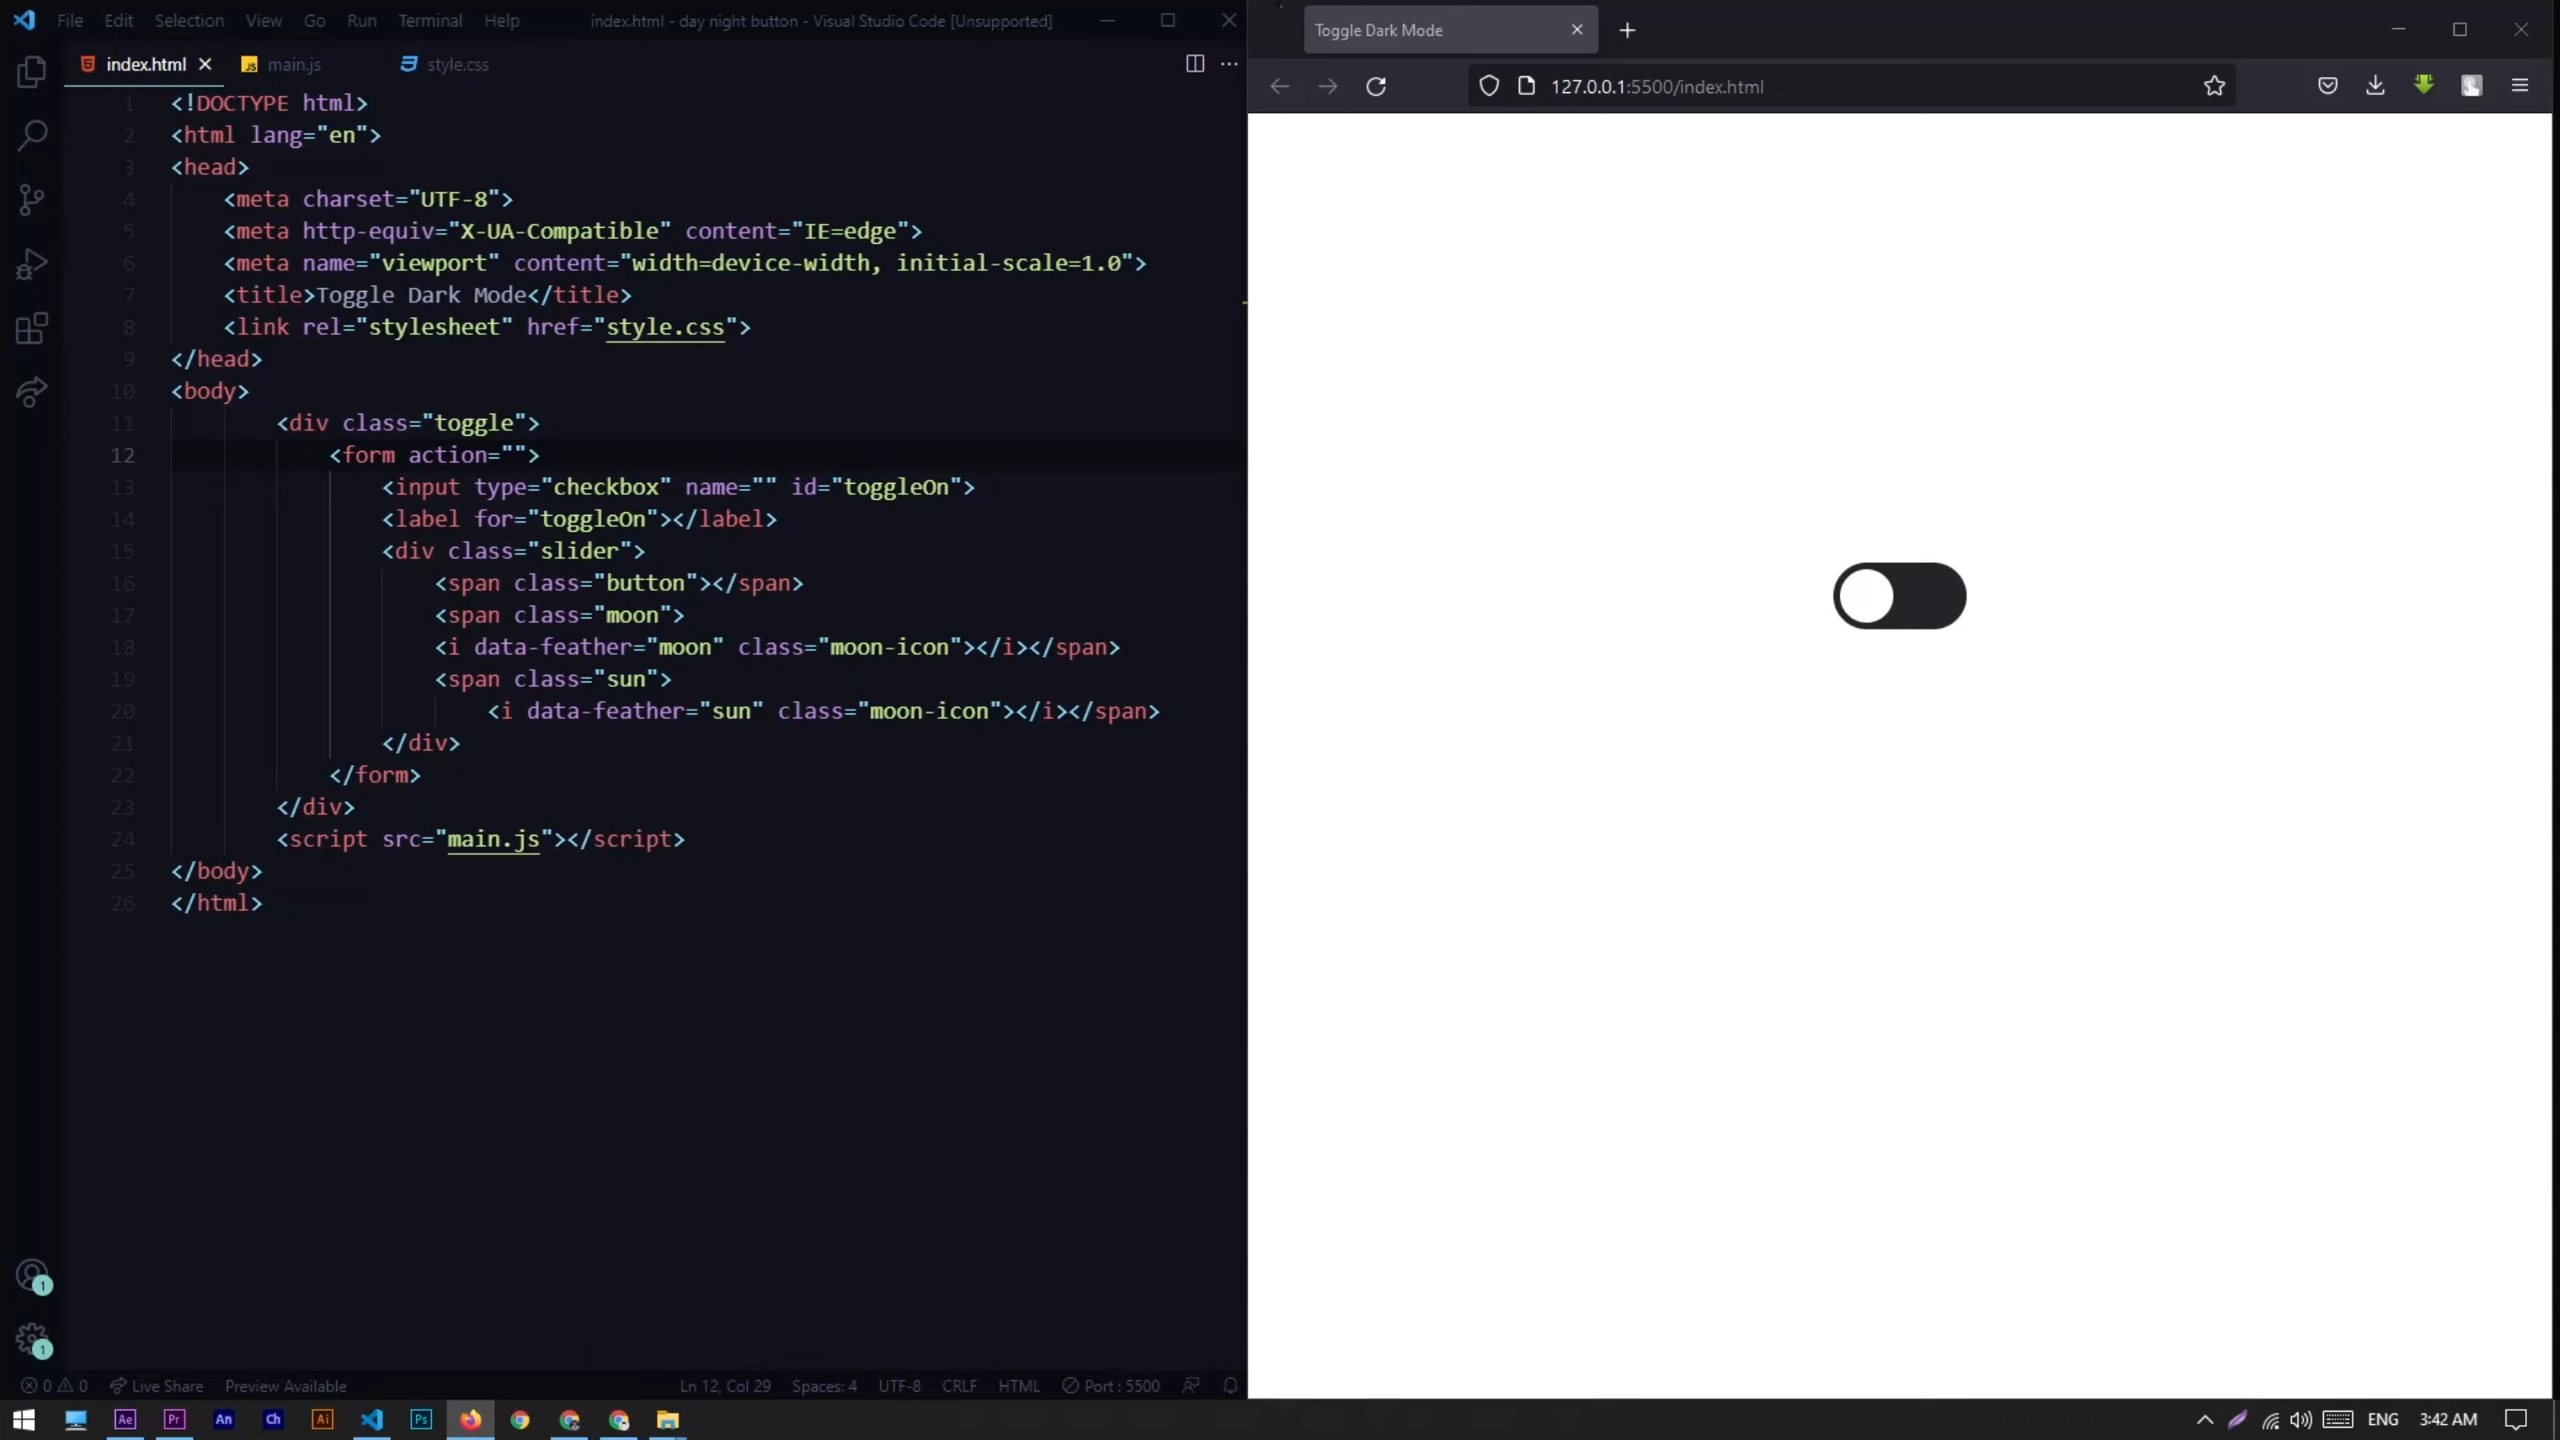 File Edit Selection View Go Run Terminal Help index.html - day night button - Visual Studio Code [Unsupported]
Toggle Dark Mode
index.html main.js style.css
127.0.0.1:5500/index.html
1 <!DOCTYPE html>
2 <html lang="en">
3 <head>
4 <meta charset="UTF-8">
5 <meta http-equiv="X-UA-Compatible" content="IE=edge">
6 <meta name="viewport" content="width=device-width, initial-scale=1.0">
7 <title>Toggle Dark Mode</title>
8 <link rel="stylesheet" href="style.css">
9 </head>
10 <body>
11 <div class="toggle">
12 <form action="">
13 <input type="checkbox" name="" id="toggleOn">
14 <label for="toggleOn"></label>
15 <div class="slider">
16 <span class="button"></span>
17 <span class="moon">
18 <i data-feather="moon" class="moon-icon"></i></span>
19 <span class="sun">
20 <i data-feather="sun" class="moon-icon"></i></span>
21 </div>
22 </form>
23 </div>
24 <script src="main.js"></script>
25 </body>
26 </html>
1
1
0 0 Live Share Preview Available Ln 12, Col 29 Spaces: 4 UTF-8 CRLF HTML Port : 5500
Ae Pr An Ch Ai Ps ENG 3:42 AM